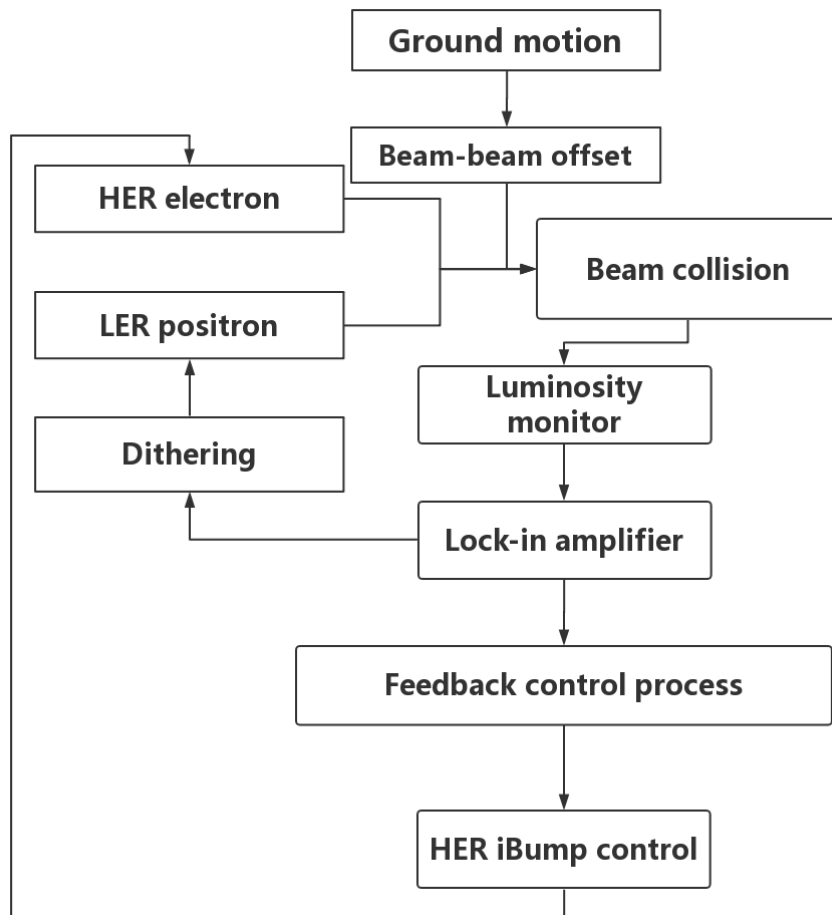 Ground motion
Beam-beam offset
HER electron
Beam collision
LER positron
Luminosity
monitor
Dithering
Lock-in amplifier
Feedback control process
HER iBump control